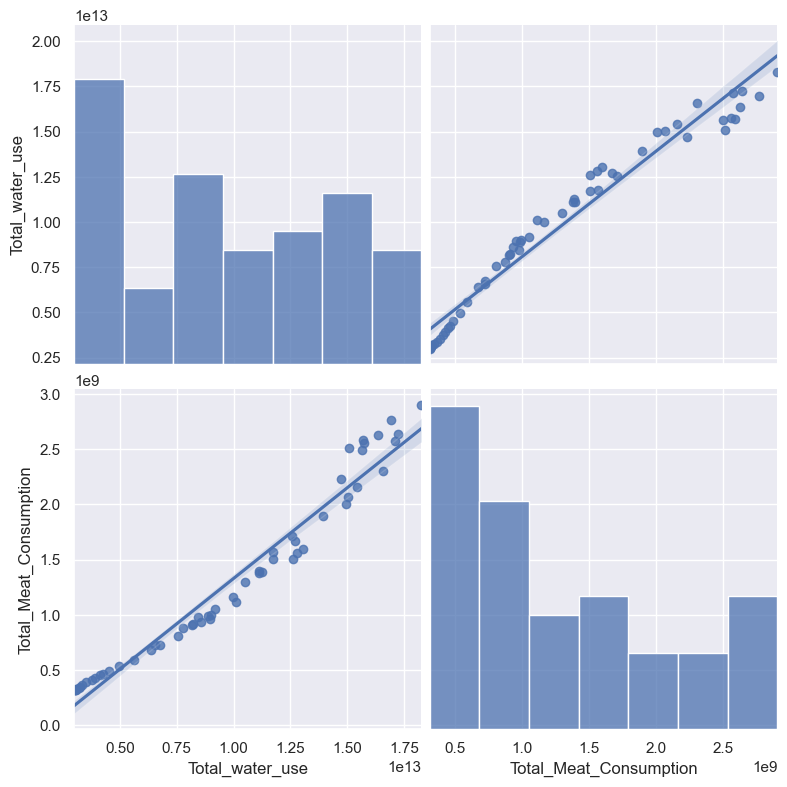 1e13
2.00
1.75
1.50
1.25
1.00
0.75
0.50
0.25
Total_water_use
1e9
3.0
2.5
2.0
1.5
1.0
0.5
0.0
Total_Meat_Consumption
0.50 0.75 1.00 1.25 1.50 1.75
Total_water_use 1e13
0.5 1.0 1.5 2.0 2.5
Total_Meat_Consumption 1e9